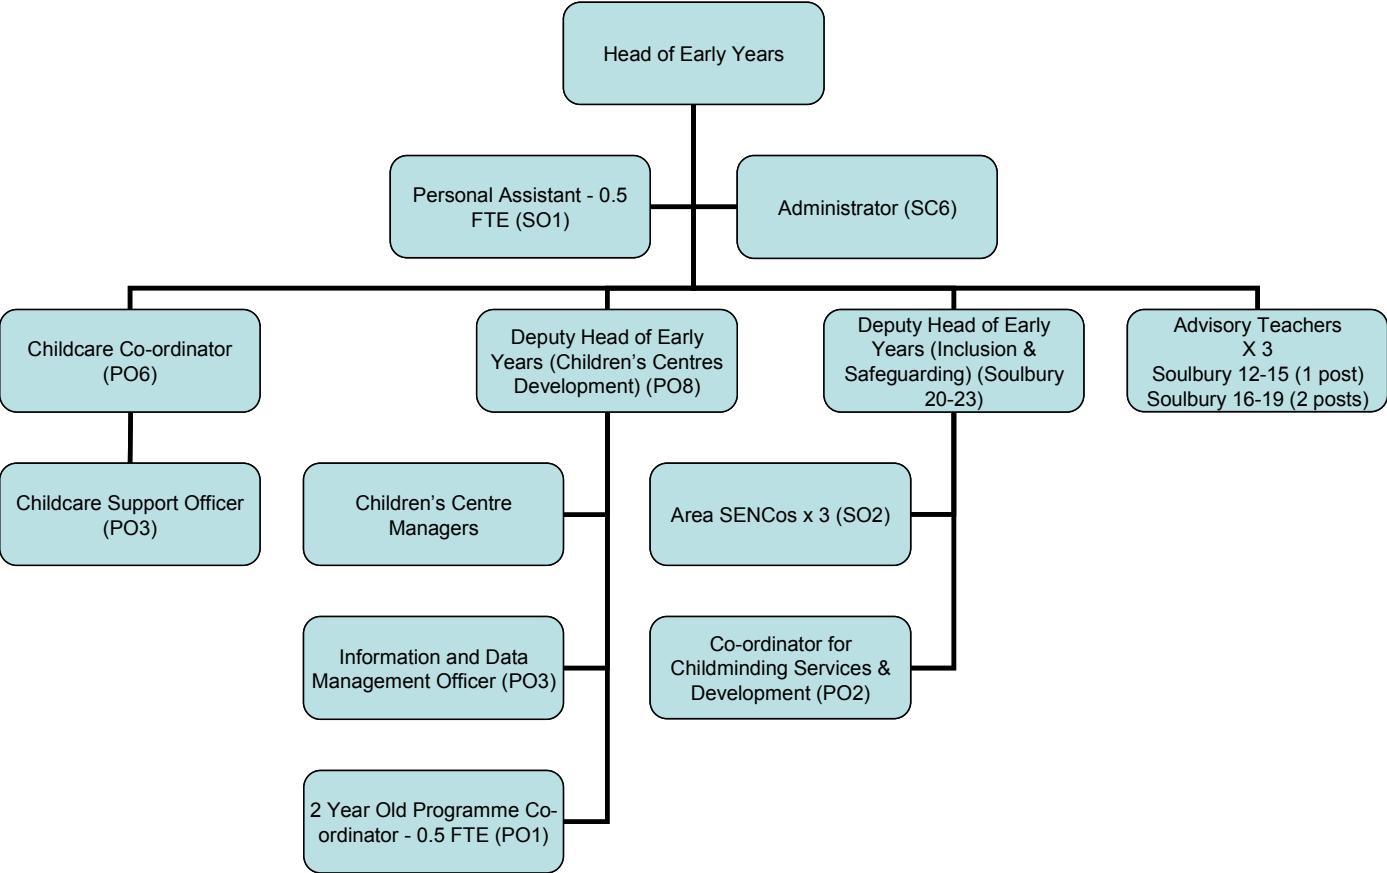 Head of Early Years
Personal Assistant - 0.5
FTE (SO1)
Administrator (SC6)
Childcare Co-ordinator
(PO6)
Deputy Head of Early
Years (Children’s Centres
Development) (PO8)
Deputy Head of Early
Years (Inclusion &
Safeguarding) (Soulbury
20-23)
Advisory Teachers
X 3
Soulbury 12-15 (1 post)
Soulbury 16-19 (2 posts)
Childcare Support Officer
(PO3)
Children’s Centre
Managers
Area SENCos x 3 (SO2)
Information and Data
Management Officer (PO3)
Co-ordinator for
Childminding Services &
Development (PO2)
2 Year Old Programme Co-
ordinator - 0.5 FTE (PO1)